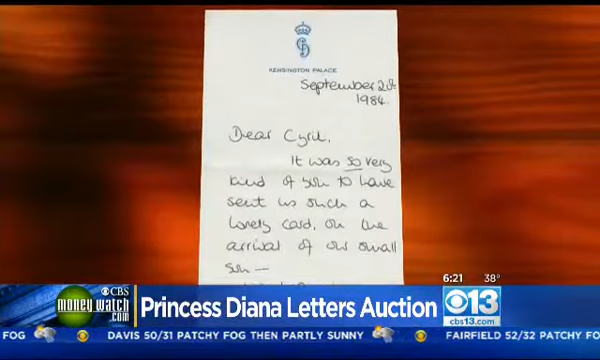 KENSINGTON PALACE
September
1984.
Dear Cyril,
It was so very
kind of you to have
sent us such a
lovely card, on the
arrival of our small
son —
CBS
MONEYWATCH
.com
Princess Diana Letters Auction
6:21 38°
CBS 13
cbs13.com
FOG DAVIS 50/31 PATCHY FOG THEN PARTLY SUNNY FAIRFIELD 52/32 PATCHY FOG T